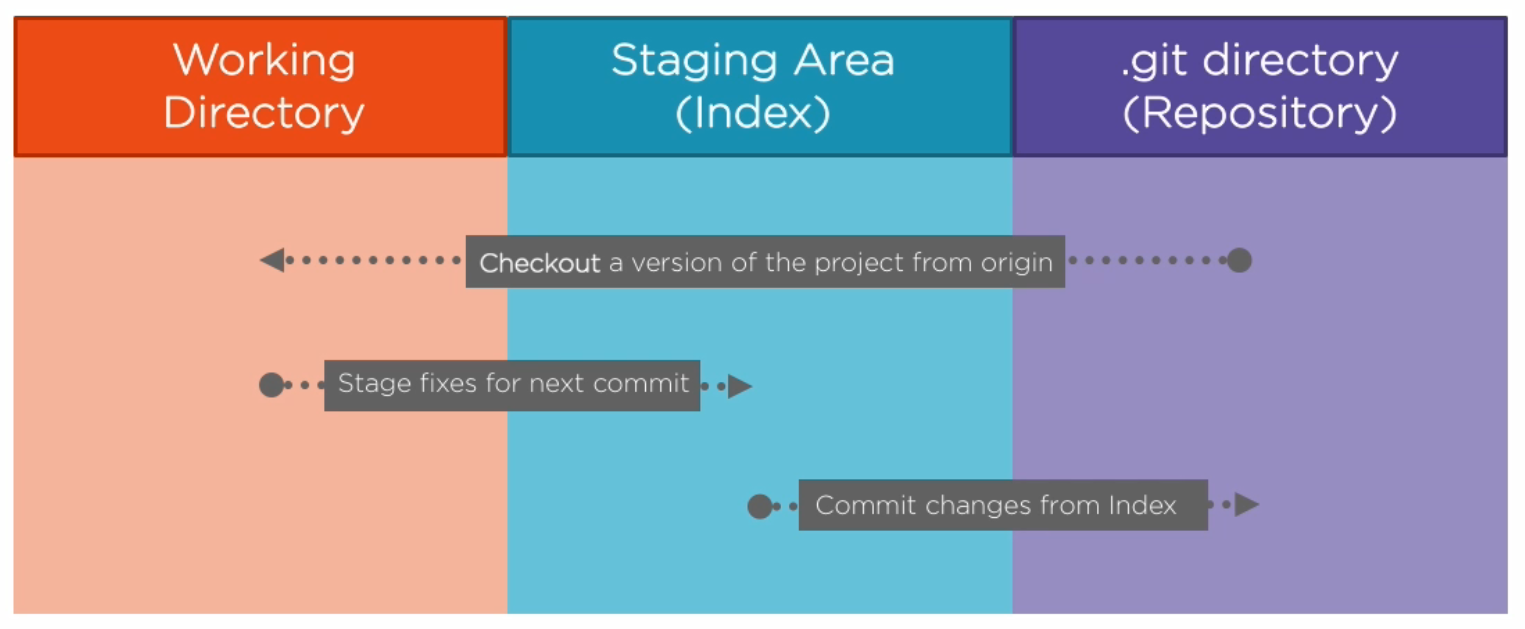 Working
Directory
Staging Area
(Index)
.git directory
(Repository)
Checkout a version of the project from origin
Stage fixes for next commit
Commit changes from Index